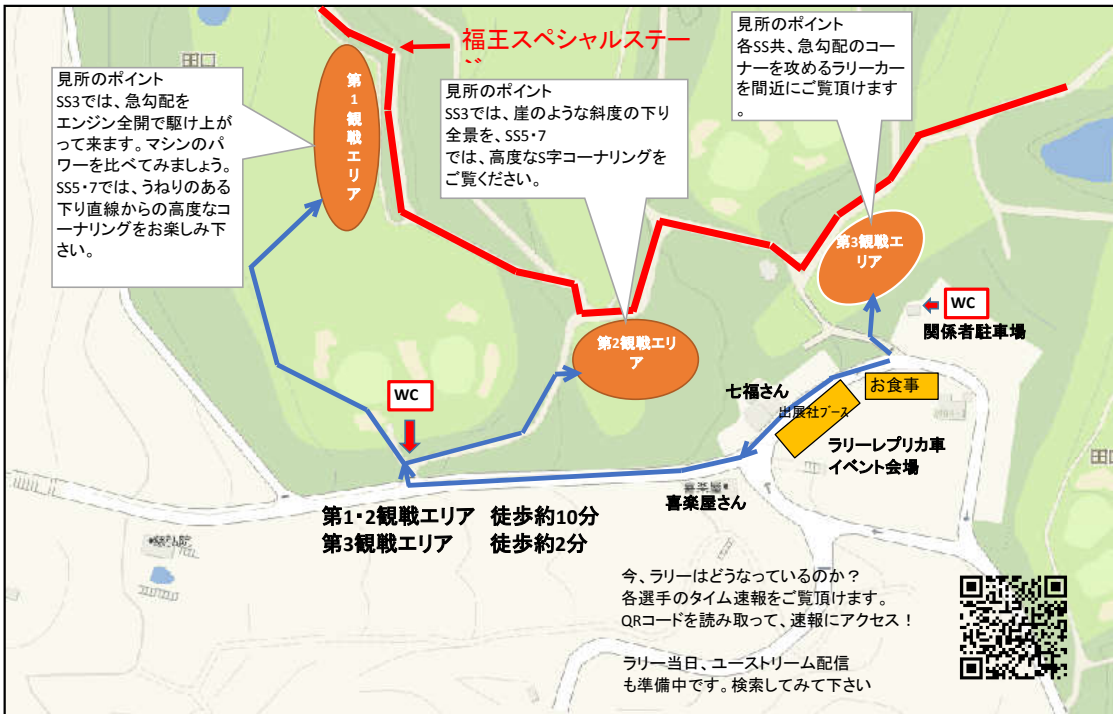 福王スペシャルステー
ジ
田口
見所のポイント
SS3では、急勾配を
エンジン全開で駆け上が
って来ます。マシンのパ
ワーを比べてみましょう。
SS5・7では、うねりのある
下り直線からの高度なコ
ーナリングをお楽しみ下
さい。
第1観戦エリア
見所のポイント
SS3では、崖のような斜度の下り
全景を、SS5・7
では、高度なS字コーナリングを
ご覧ください。
見所のポイント
各SS共、急勾配のコー
ナーを攻めるラリーカー
を間近にご覧頂けます
。
第3観戦エ
リア
WC
関係者駐車場
第2観戦エリ
ア
お食事
七福さん
出展社ブース
WC
ラリーレプリカ車
イベント会場
田口
喜楽屋さん
第1・2観戦エリア 徒歩約10分
第3観戦エリア 徒歩約2分
今、ラリーはどうなっているのか？
各選手のタイム速報をご覧頂けます。
QRコードを読み取って、速報にアクセス！
ラリー当日、ユーストリーム配信
も準備中です。検索してみて下さい